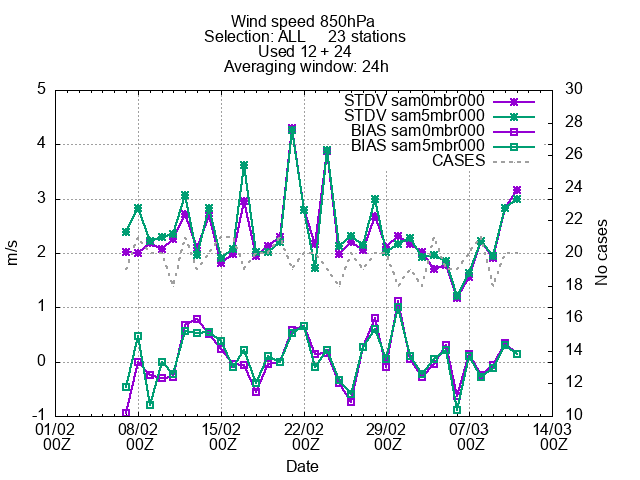 Wind speed 850hPa
Selection: ALL 23 stations
Used 12 + 24
Averaging window: 24h
STDV sam0mbr000
STDV sam5mbr000
BIAS sam0mbr000
BIAS sam5mbr000
CASES
5
4
3
2
1
0
-1
m/s
30
28
26
24
22
20
18
16
14
12
10
No cases
01/02 08/02 15/02 22/02 29/02 07/03 14/03
00Z 00Z 00Z 00Z 00Z 00Z 00Z
Date